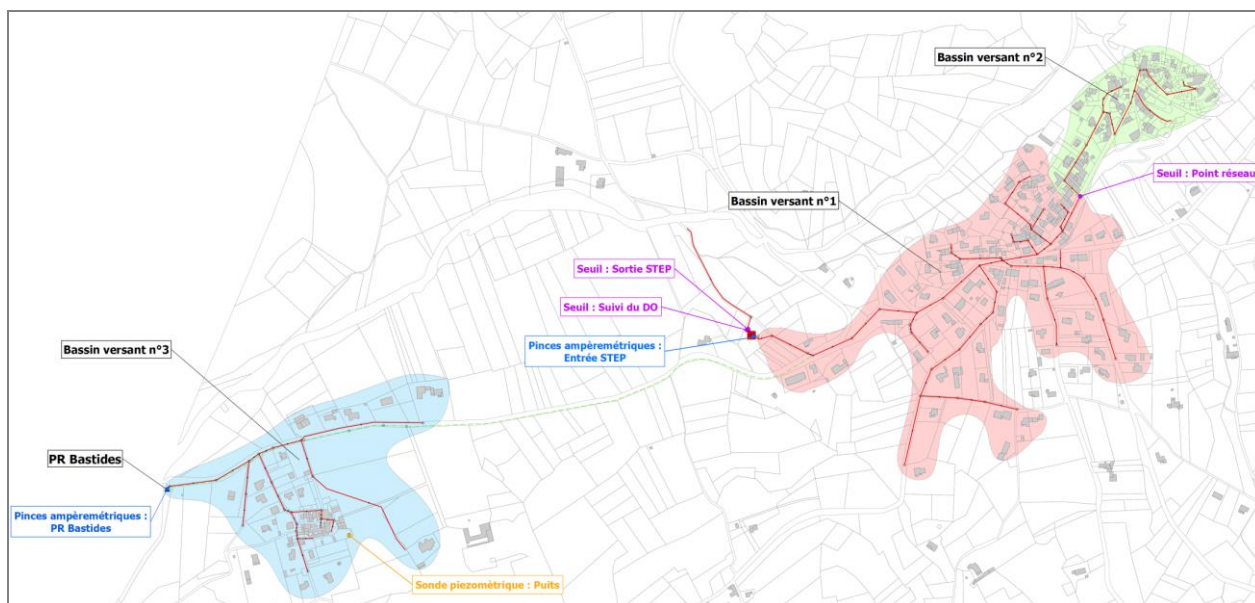 Bassin versant n°2
Seuil : Point réseau
Bassin versant n°1
Seuil : Sortie STEP
Seuil : Suivi du DO
Pinces ampèremétriques :
Entrée STEP
Bassin versant n°3
PR Bastides
Pinces ampèremétriques :
PR Bastides
Sonde piezométrique : Puits